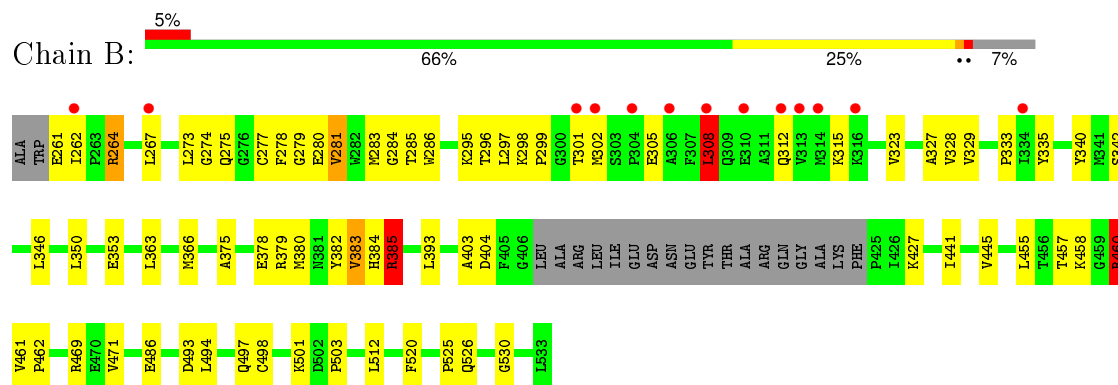 5%
Chain B:
66% 25% •• 7%
ALA TRP E261 I262 P263 R264 L267 L273 G274 Q275 G276 C277 F278 G279 E280 V281 W282 M283 G284 T285 W286 K295 T296 L297 K298 P299 G300 T301 M302 S303 P304 E305 A306 F307 L308 Q309 E310 A311 Q312 V313 M314 K315 K316 V323 A327 V328 V329 P333 I334 Y335 Y340 M341 S342
L346 L350 E353 L363 M366 A375 E378 R379 M380 N381 Y382 V383 H384 R385 L393 A403 D404 F405 G406 LEU ALA ARG LEU ILE GLU ASP ASN GLU TYR THR ALA ARG GLN GLY ALA LYS PHE P425 I426 K427 I441 V445 L455 T456 T457 K458 G459 R460
V461 P462 R469 E470 V471 E486 D493 L494 Q497 C498 K501 D502 P503 L512 F520 P525 Q526 G530 L533